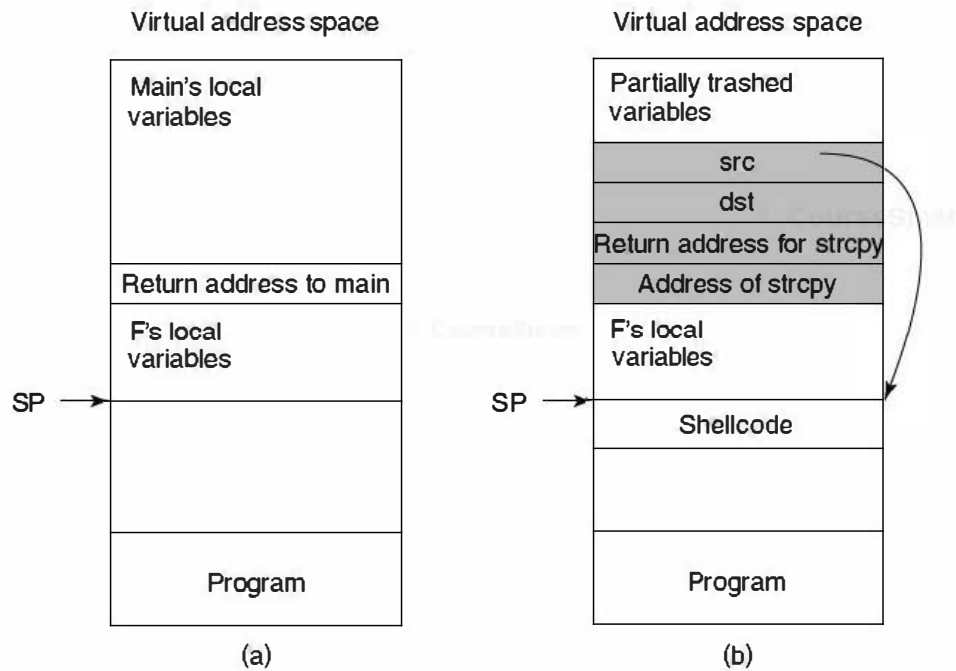 Virtual address space
Main's local
variables
Return address to main
F's local
variables
SP
Program
(a)
Virtual address space
Partially trashed
variables
src
dst
Return address for strcpy
Address of strcpy
F's local
variables
SP
Shellcode
Program
(b)